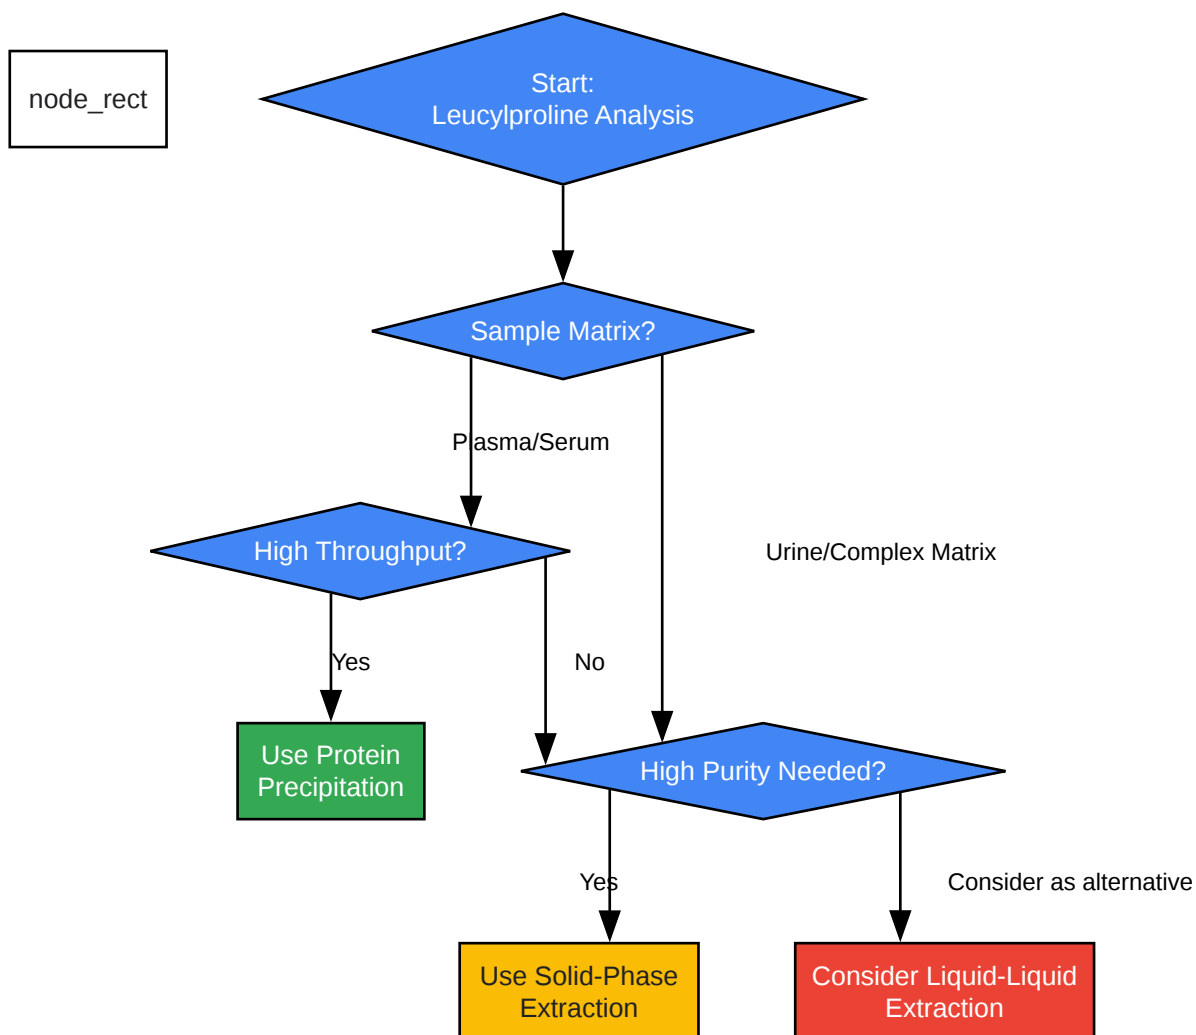 node_rect
Start:
Leucylproline Analysis
Sample Matrix?
Plasma/Serum
High Throughput?
Urine/Complex Matrix
Yes
No
Use Protein
Precipitation
High Purity Needed?
Yes
Consider as alternative
Use Solid-Phase
Extraction
Consider Liquid-Liquid
Extraction